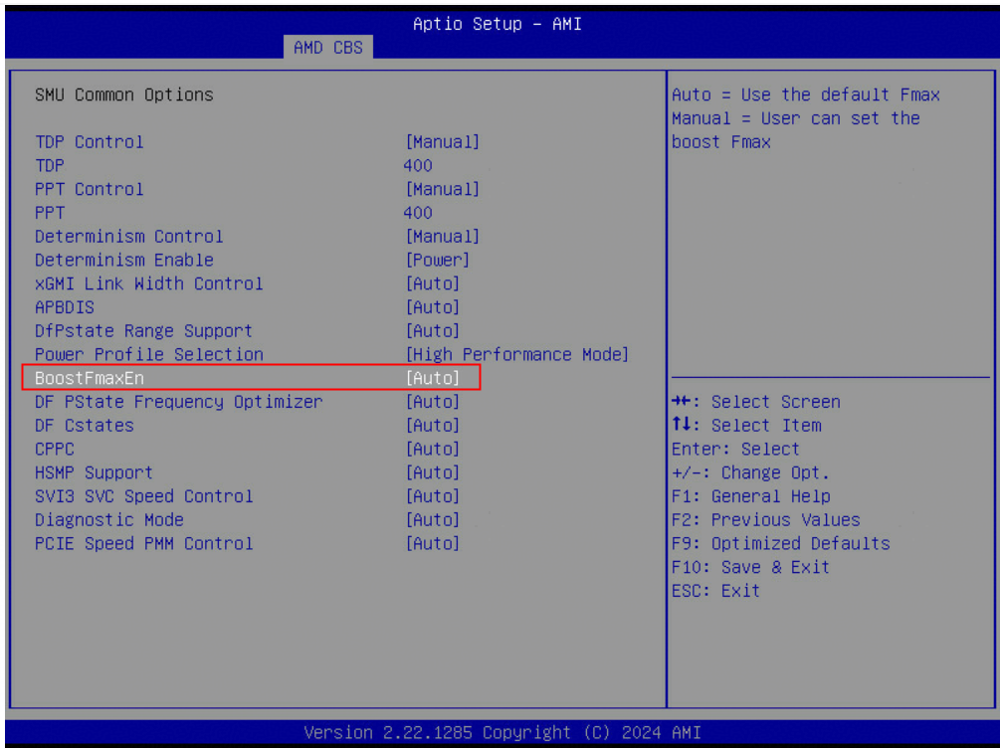 Aptio Setup - AMI
AMD CBS
SMU Common Options
TDP Control [Manual]
TDP 400
PPT Control [Manual]
PPT 400
Determinism Control [Manual]
Determinism Enable [Power]
xGMI Link Width Control [Auto]
APBDIS [Auto]
DfPstate Range Support [Auto]
Power Profile Selection [High Performance Mode]
BoostFmaxEn [Auto]
DF PState Frequency Optimizer [Auto]
DF Cstates [Auto]
CPPC [Auto]
HSMP Support [Auto]
SVI3 SVC Speed Control [Auto]
Diagnostic Mode [Auto]
PCIE Speed PMM Control [Auto]
Auto = Use the default Fmax
Manual = User can set the
boost Fmax
→←: Select Screen
↑↓: Select Item
Enter: Select
+/-: Change Opt.
F1: General Help
F2: Previous Values
F9: Optimized Defaults
F10: Save & Exit
ESC: Exit
Version 2.22.1285 Copyright (C) 2024 AMI